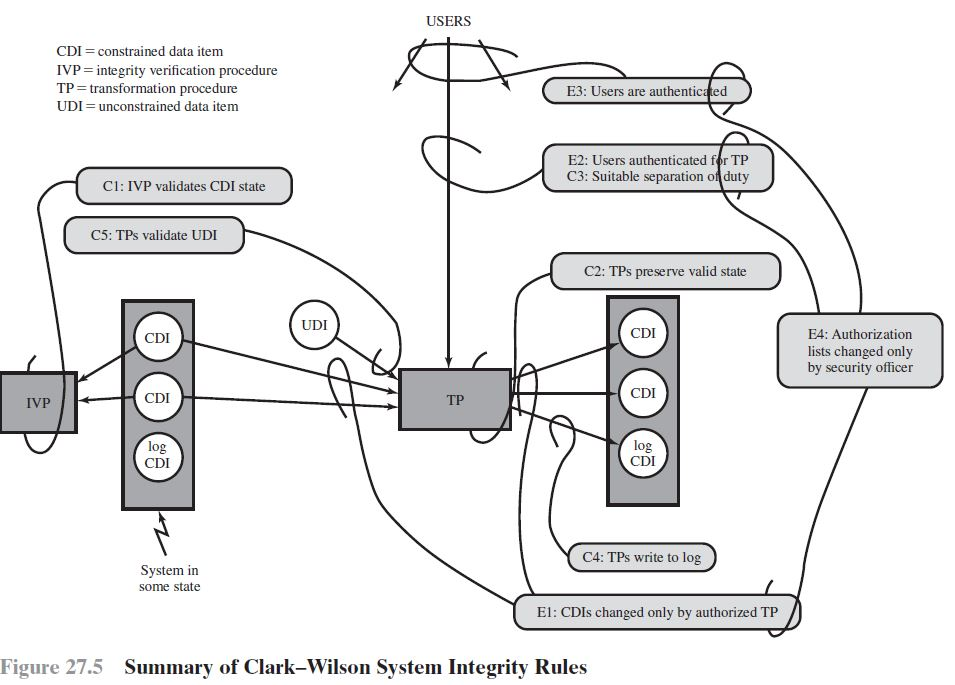 USERS
CDI = constrained data item
IVP = integrity verification procedure
TP = transformation procedure
UDI = unconstrained data item
E3: Users are authenticated
E2: Users authenticated for TP
C3: Suitable separation of duty
C1: IVP validates CDI state
C5: TPs validate UDI
C2: TPs preserve valid state
CDI
UDI
CDI
E4: Authorization
lists changed only
by security officer
IVP
CDI
TP
CDI
log
CDI
log
CDI
C4: TPs write to log
System in
some state
E1: CDIs changed only by authorized TP
Figure 27.5 Summary of Clark–Wilson System Integrity Rules